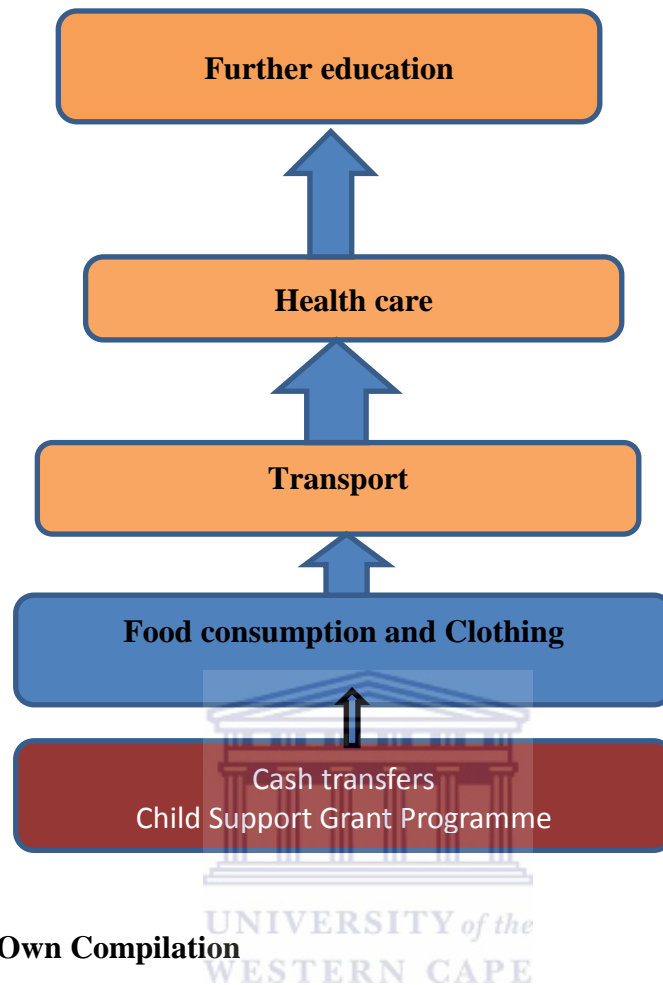 Further education
Health care
Transport
Food consumption and Clothing
Cash transfers
Child Support Grant Programme
Own Compilation
UNIVERSITY of the
WESTERN CAPE